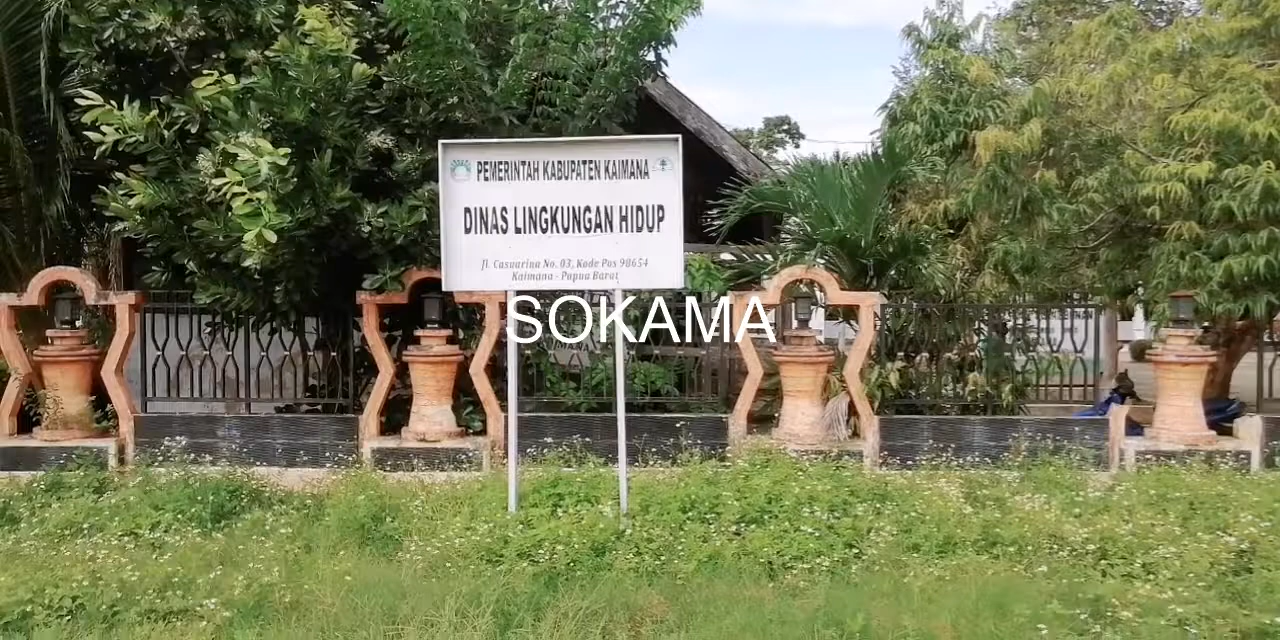 PEMERINTAH KABUPATEN KAIMANA
DINAS LINGKUNGAN HIDUP
Jl. Casuarina No. 03, Kode Pos 98654
Kaimana - Papua Barat
SOKAMA